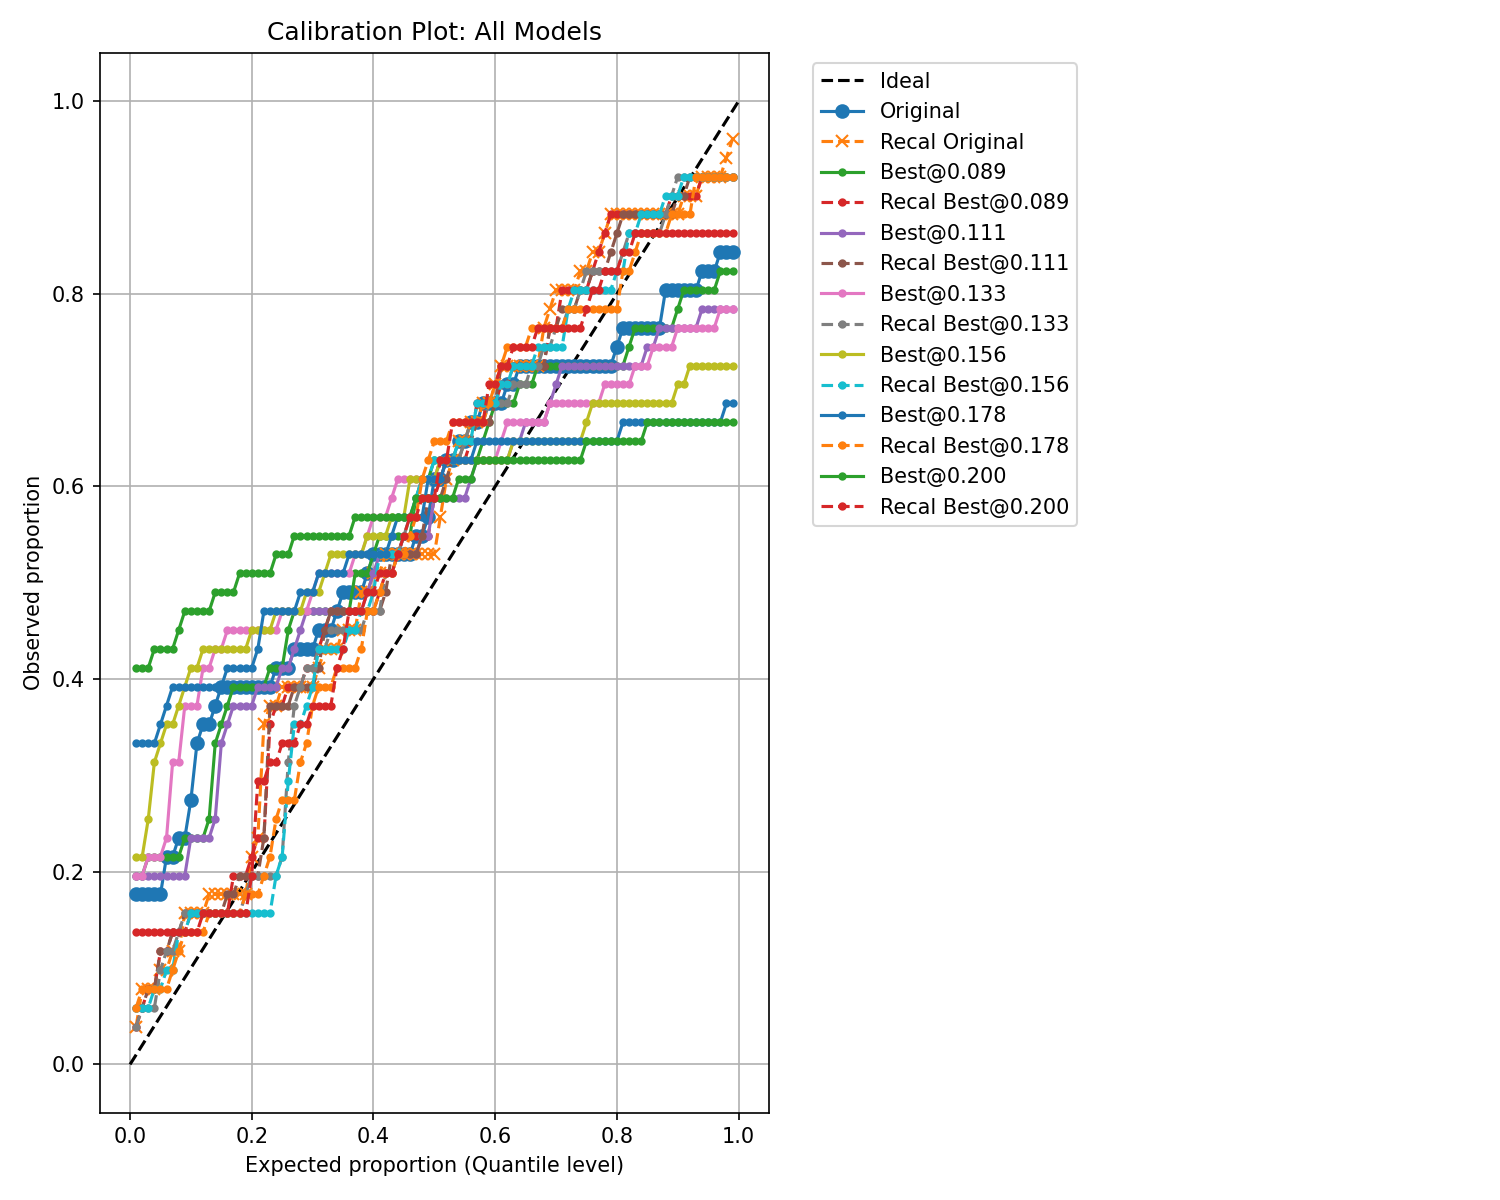 Calibration Plot: All Models
1.0
0.8
0.6
0.4
0.2
0.0
Observed proportion
0.0 0.2 0.4 0.6 0.8 1.0
Expected proportion (Quantile level)
Ideal
Original
Recal Original
Best@0.089
Recal Best@0.089
Best@0.111
Recal Best@0.111
Best@0.133
Recal Best@0.133
Best@0.156
Recal Best@0.156
Best@0.178
Recal Best@0.178
Best@0.200
Recal Best@0.200